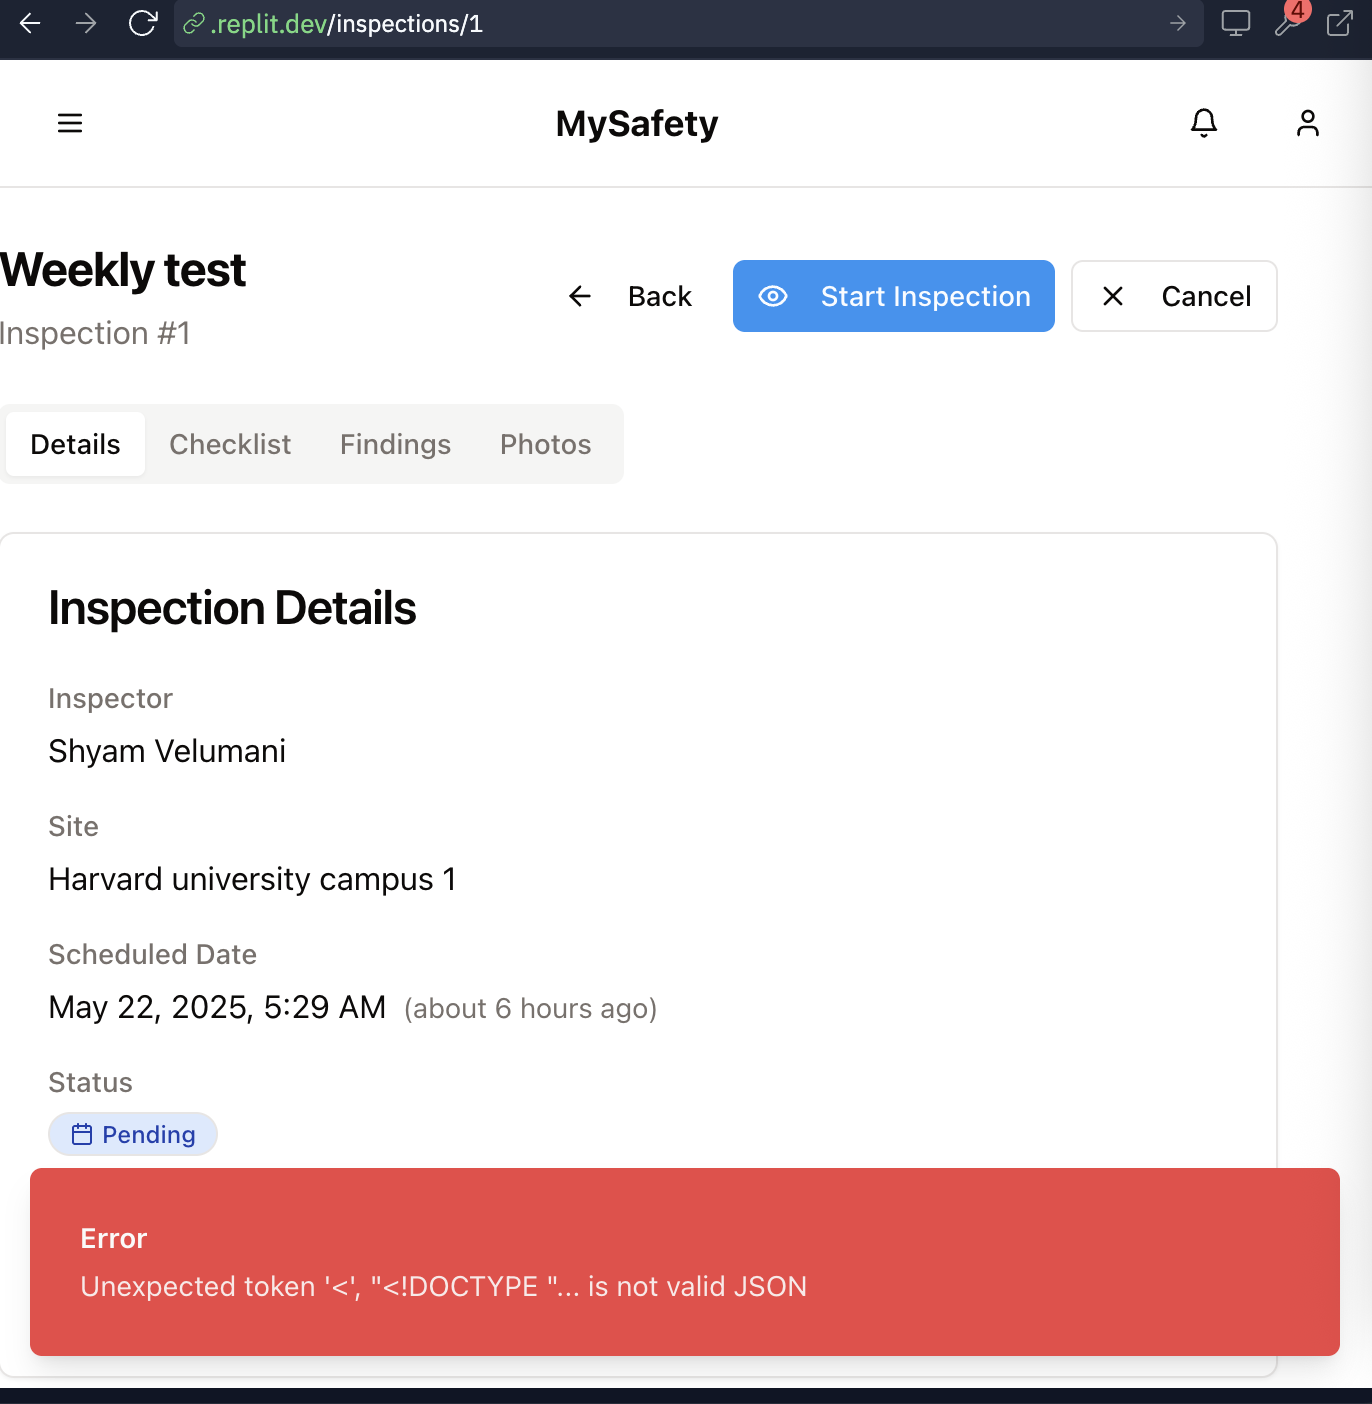 .replit.dev/inspections/1
4
MySafety
Weekly test
Inspection #1
Back
Start Inspection
Cancel
Details
Checklist
Findings
Photos
Inspection Details
Inspector
Shyam Velumani
Site
Harvard university campus 1
Scheduled Date
May 22, 2025, 5:29 AM (about 6 hours ago)
Status
Pending
Error
Unexpected token '<', "<!DOCTYPE "... is not valid JSON